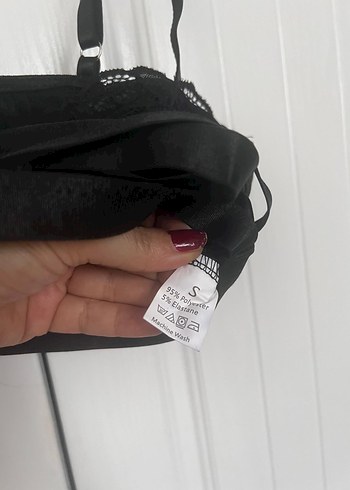 S
95% Polyester
5% Elastane
Machine Wash